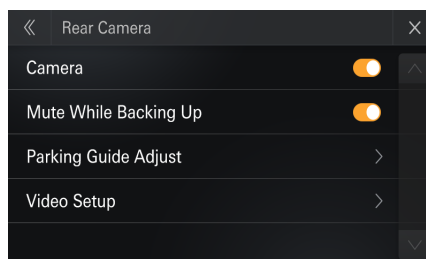 Rear Camera
Camera
Mute While Backing Up
Parking Guide Adjust
Video Setup